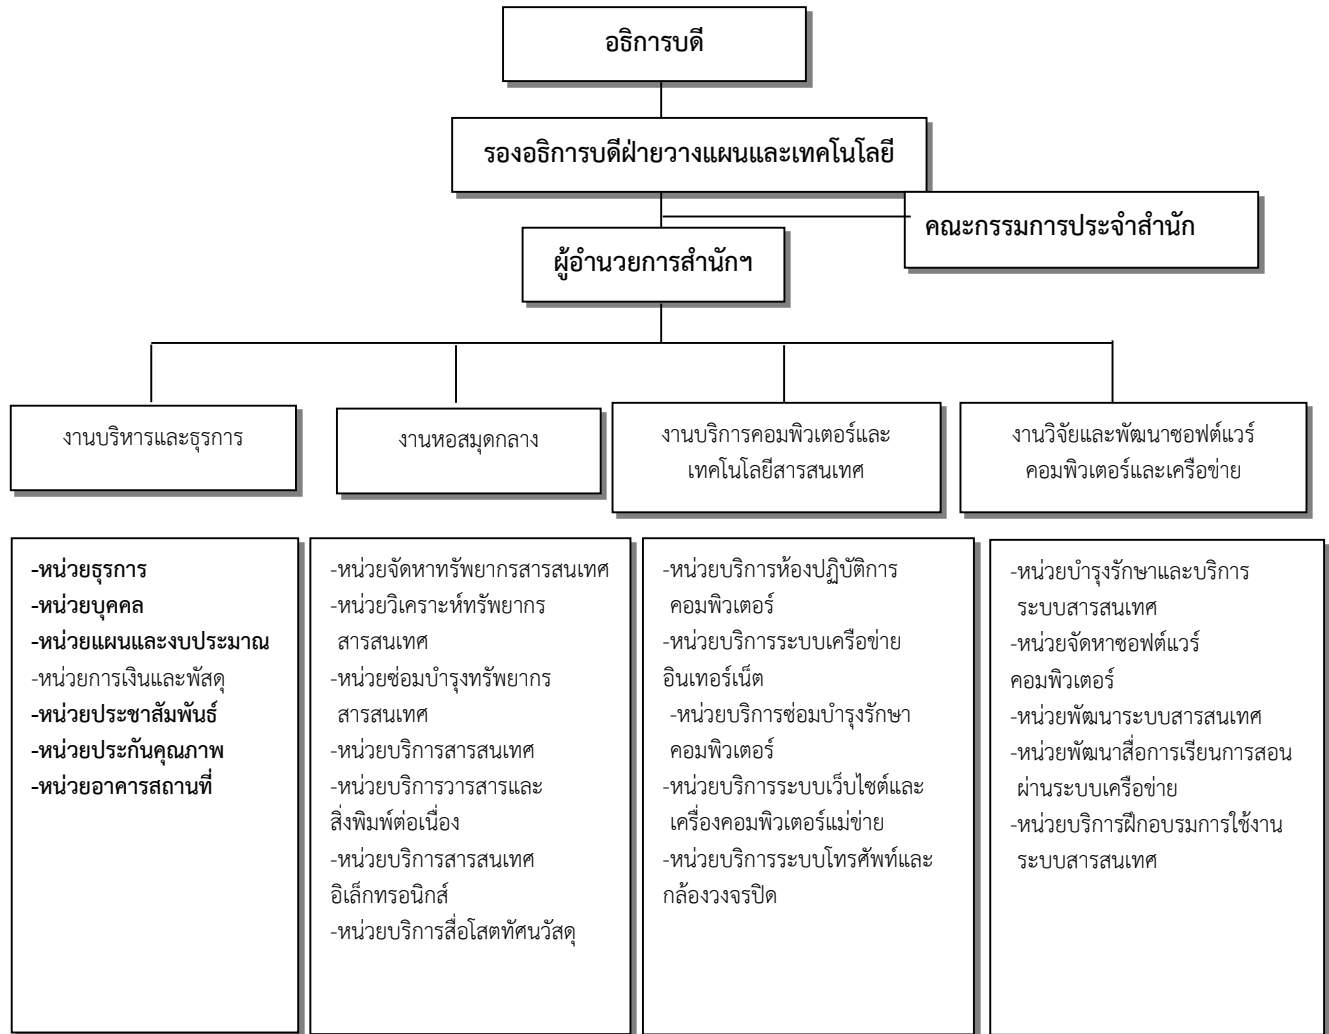 อธิการบดี
รองอธิการบดีฝ่ายวางแผนและเทคโนโลยี
คณะกรรมการประจำสำนัก
ผู้อำนวยการสำนักฯ
งานบริหารและธุรการ
งานหอสมุดกลาง
งานบริการคอมพิวเตอร์และ
เทคโนโลยีสารสนเทศ
งานวิจัยและพัฒนาซอฟต์แวร์
คอมพิวเตอร์และเครือข่าย
-หน่วยธุรการ
-หน่วยบุคคล
-หน่วยแผนและงบประมาณ
-หน่วยการเงินและพัสดุ
-หน่วยประชาสัมพันธ์
-หน่วยประกันคุณภาพ
-หน่วยอาคารสถานที่
-หน่วยจัดหาทรัพยากรสารสนเทศ
-หน่วยวิเคราะห์ทรัพยากร
สารสนเทศ
-หน่วยซ่อมบำรุงทรัพยากร
สารสนเทศ
-หน่วยบริการสารสนเทศ
-หน่วยบริการวารสารและ
สิ่งพิมพ์ต่อเนื่อง
-หน่วยบริการสารสนเทศ
อิเล็กทรอนิกส์
-หน่วยบริการสื่อโสตทัศนวัสดุ
-หน่วยบริการห้องปฏิบัติการ
คอมพิวเตอร์
-หน่วยบริการระบบเครือข่าย
อินเทอร์เน็ต
-หน่วยบริการซ่อมบำรุงรักษา
คอมพิวเตอร์
-หน่วยบริการระบบเว็บไซต์และ
เครื่องคอมพิวเตอร์แม่ข่าย
-หน่วยบริการระบบโทรศัพท์และ
กล้องวงจรปิด
-หน่วยบำรุงรักษาและบริการ
ระบบสารสนเทศ
-หน่วยจัดหาซอฟต์แวร์
คอมพิวเตอร์
-หน่วยพัฒนาระบบสารสนเทศ
-หน่วยพัฒนาสื่อการเรียนการสอน
ผ่านระบบเครือข่าย
-หน่วยบริการฝึกอบรมการใช้งาน
ระบบสารสนเทศ